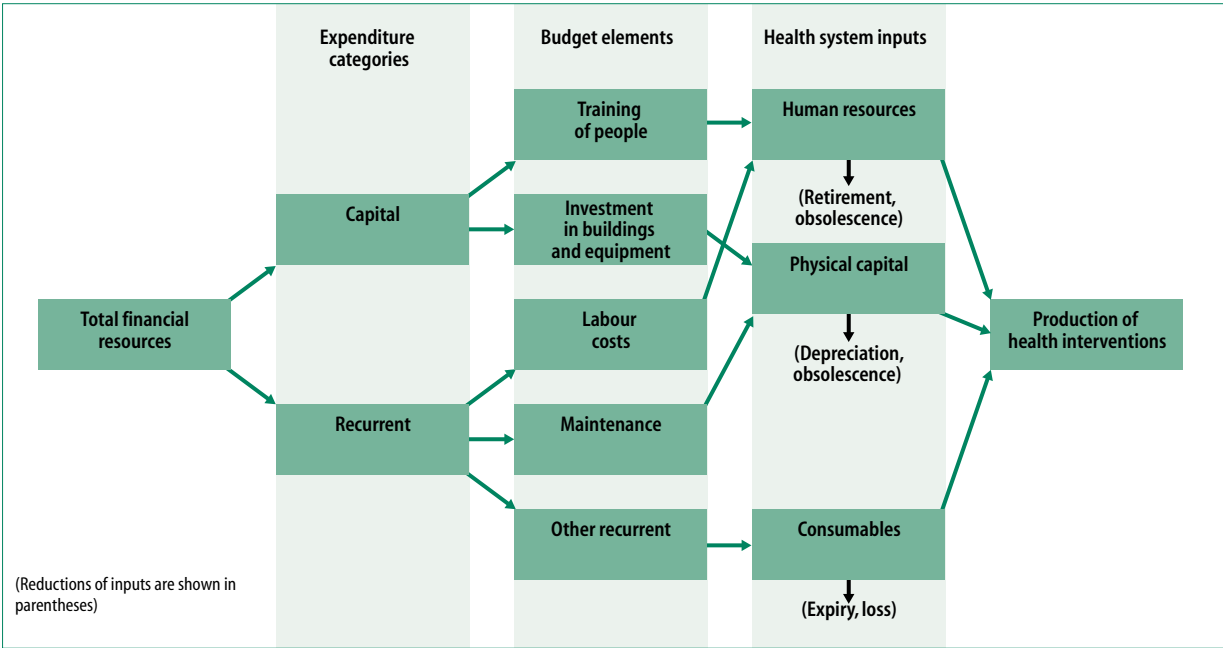 Expenditure
categories
Budget elements
Health system inputs
Training
of people
Human resources
(Retirement,
obsolescence)
Capital
Investment
in buildings
and equipment
Physical capital
Total financial
resources
Labour
costs
(Depreciation,
obsolescence)
Production of
health interventions
Recurrent
Maintenance
Other recurrent
Consumables
(Expiry, loss)
(Reductions of inputs are shown in
parentheses)